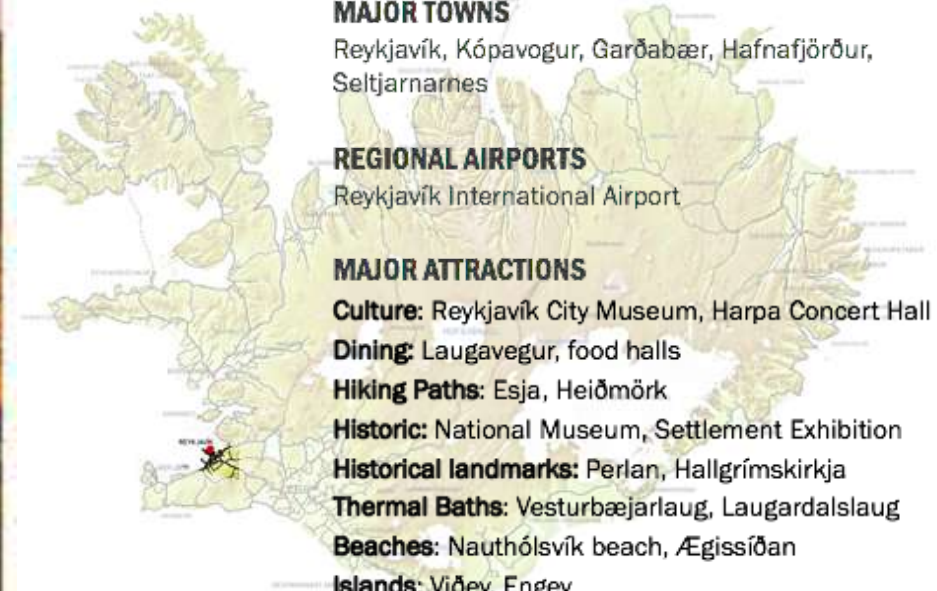 MAJOR TOWNS
Reykjavík, Kópavogur, Garðabær, Hafnafjörður,
Seltjarnarnes
REGIONAL AIRPORTS
Reykjavík International Airport
MAJOR ATTRACTIONS
Culture: Reykjavík City Museum, Harpa Concert Hall
Dining: Laugavegur, food halls
Hiking Paths: Esja, Heiðmörk
Historic: National Museum, Settlement Exhibition
Historical landmarks: Perlan, Hallgrímskirkja
Thermal Baths: Vesturbæjarlaug, Laugardalslaug
Beaches: Nauthólsvík beach, Ægissíðan
Islands: Viðey, Engey